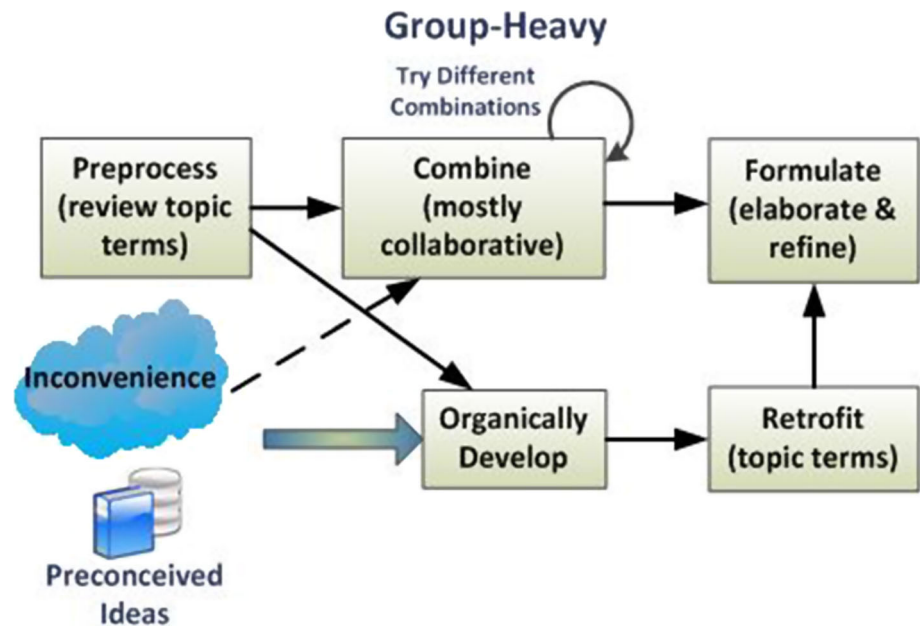 Group-Heavy
Try Different
Combinations
Preprocess
(review topic
terms)
Combine
(mostly
collaborative)
Formulate
(elaborate &
refine)
Inconvenience
Organically
Develop
Retrofit
(topic terms)
Preconceived
Ideas